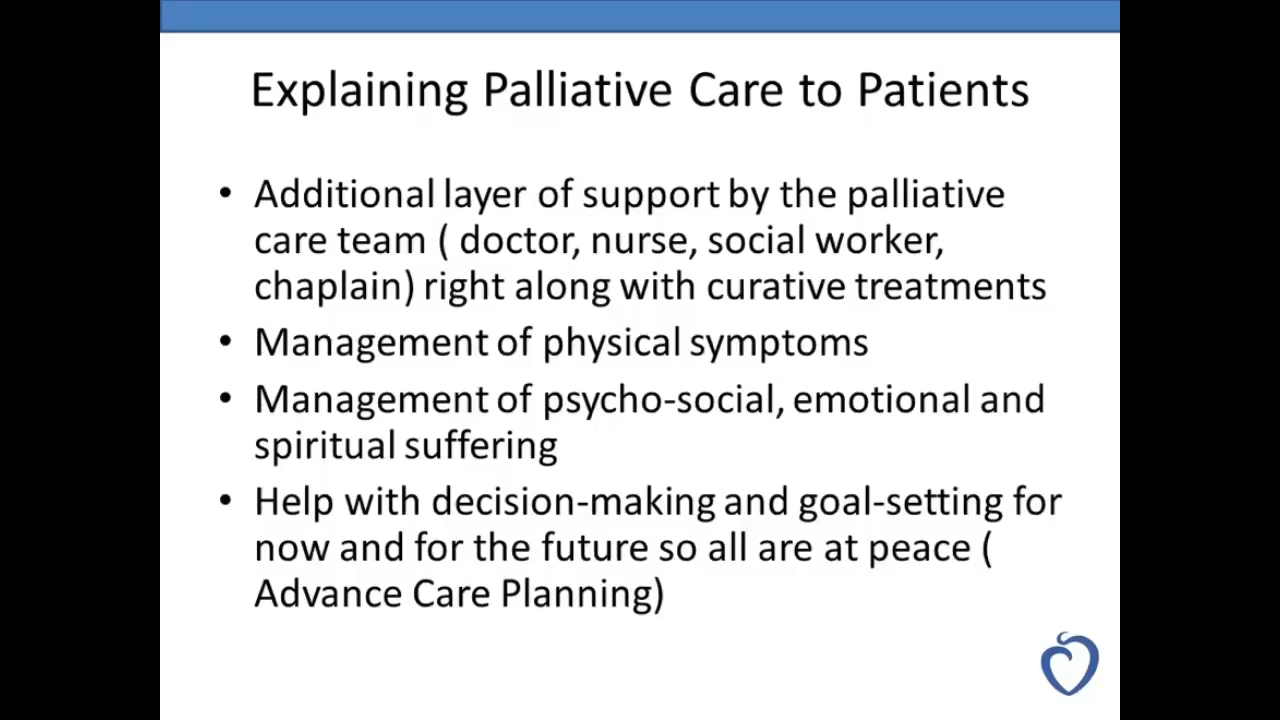 Explaining Palliative Care to Patients
• Additional layer of support by the palliative
care team ( doctor, nurse, social worker,
chaplain) right along with curative treatments
• Management of physical symptoms
• Management of psycho-social, emotional and
spiritual suffering
• Help with decision-making and goal-setting for
now and for the future so all are at peace (
Advance Care Planning)